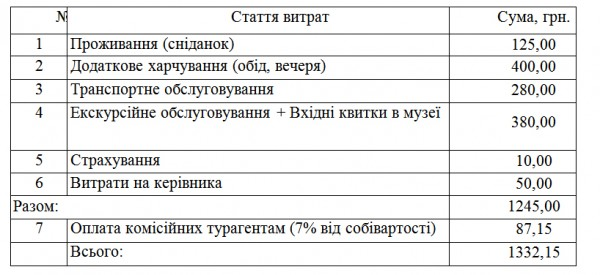 № Стаття витрат Сума, грн.
1 Проживання (сніданок) 125,00
2 Додаткове харчування (обід, вечеря) 400,00
3 Транспортне обслуговування 280,00
4 Екскурсійне обслуговування + Вхідні квитки в музеї 380,00
5 Страхування 10,00
6 Витрати на керівника 50,00
Разом: 1245,00
7 Оплата комісійних турагентам (7% від собівартості) 87,15
Всього: 1332,15